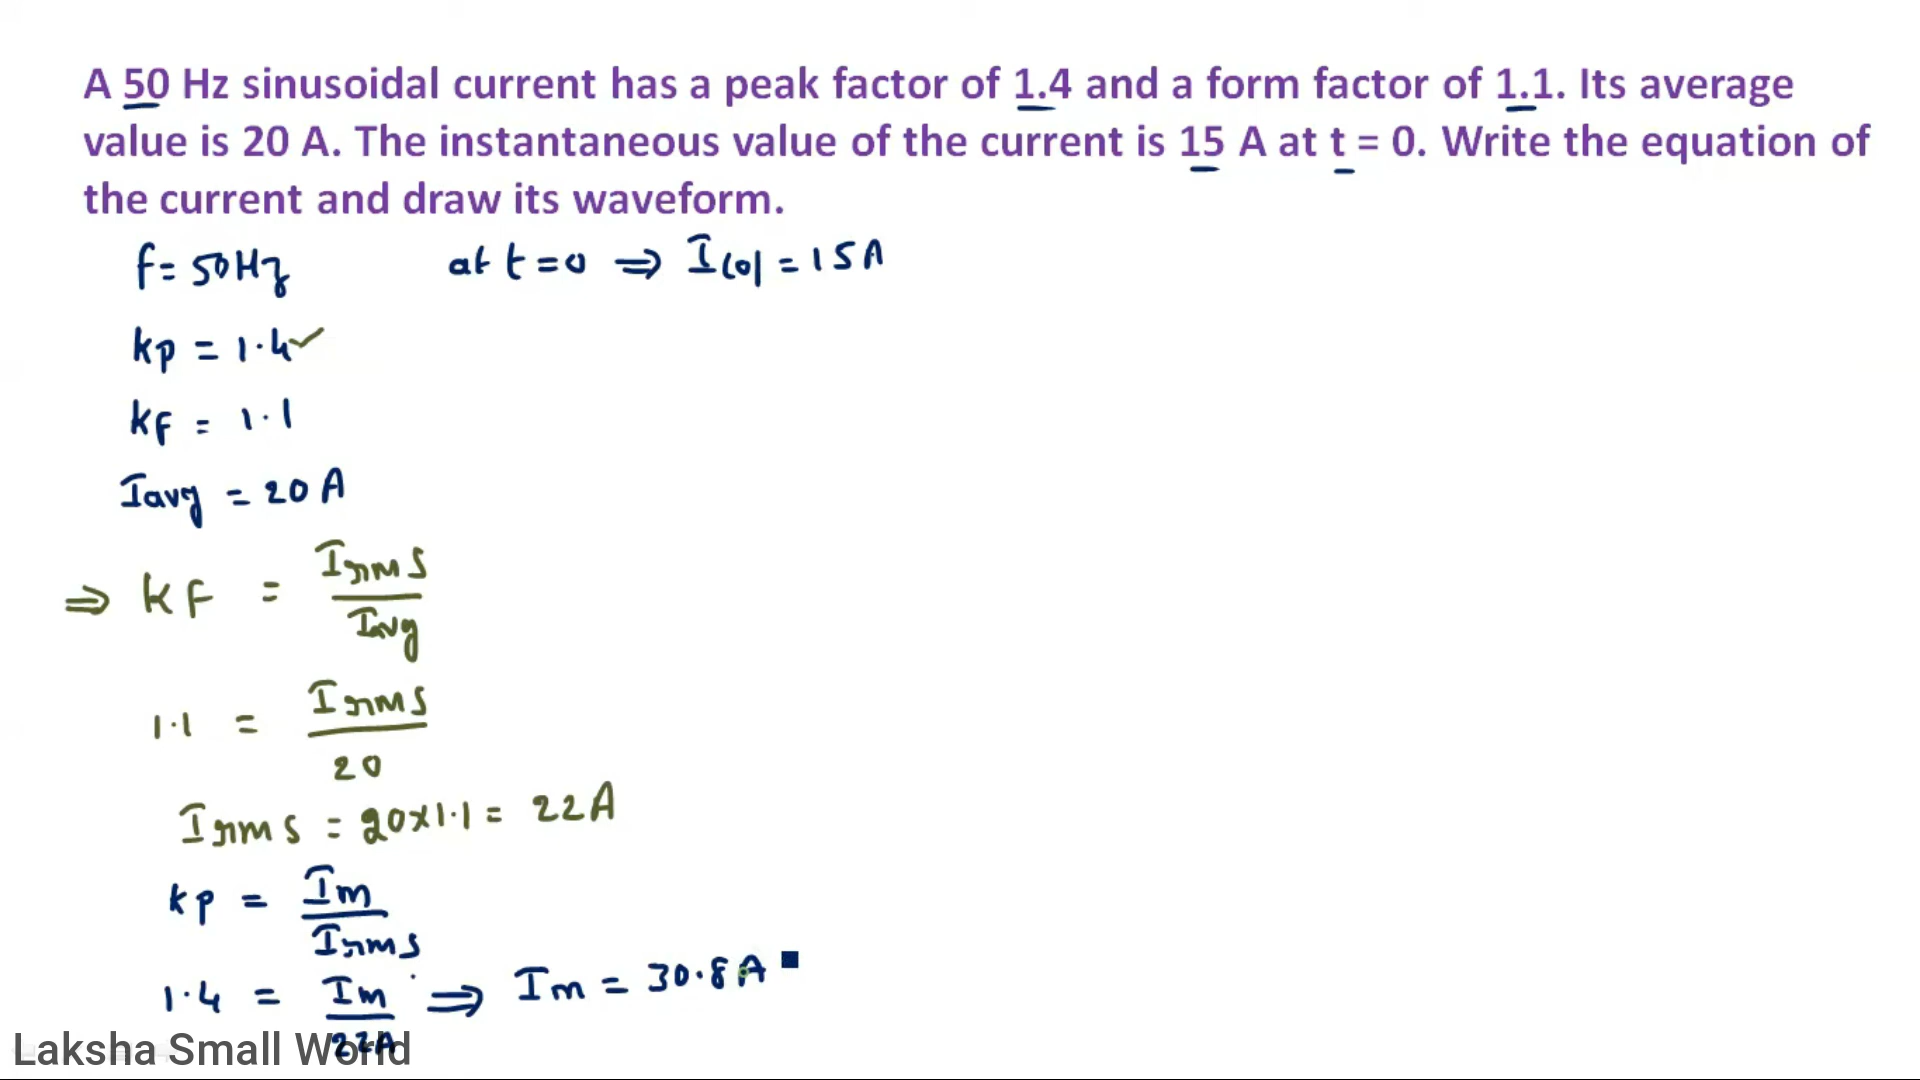 A 50 Hz sinusoidal current has a peak factor of 1.4 and a form factor of 1.1. Its average
value is 20 A. The instantaneous value of the current is 15 A at t = 0. Write the equation of
the current and draw its waveform.
f = 50Hz at t = 0 ⇒ I(0) = 15A
kp = 1.4 ✓
kf = 1.1
Iavg = 20 A
⇒ kf = Irms / Iavg
1.1 = Irms / 20
Irms = 20×1.1 = 22A
kp = Im / Irms
1.4 = Im / 22A ⇒ Im = 30.8A
Laksha Small World